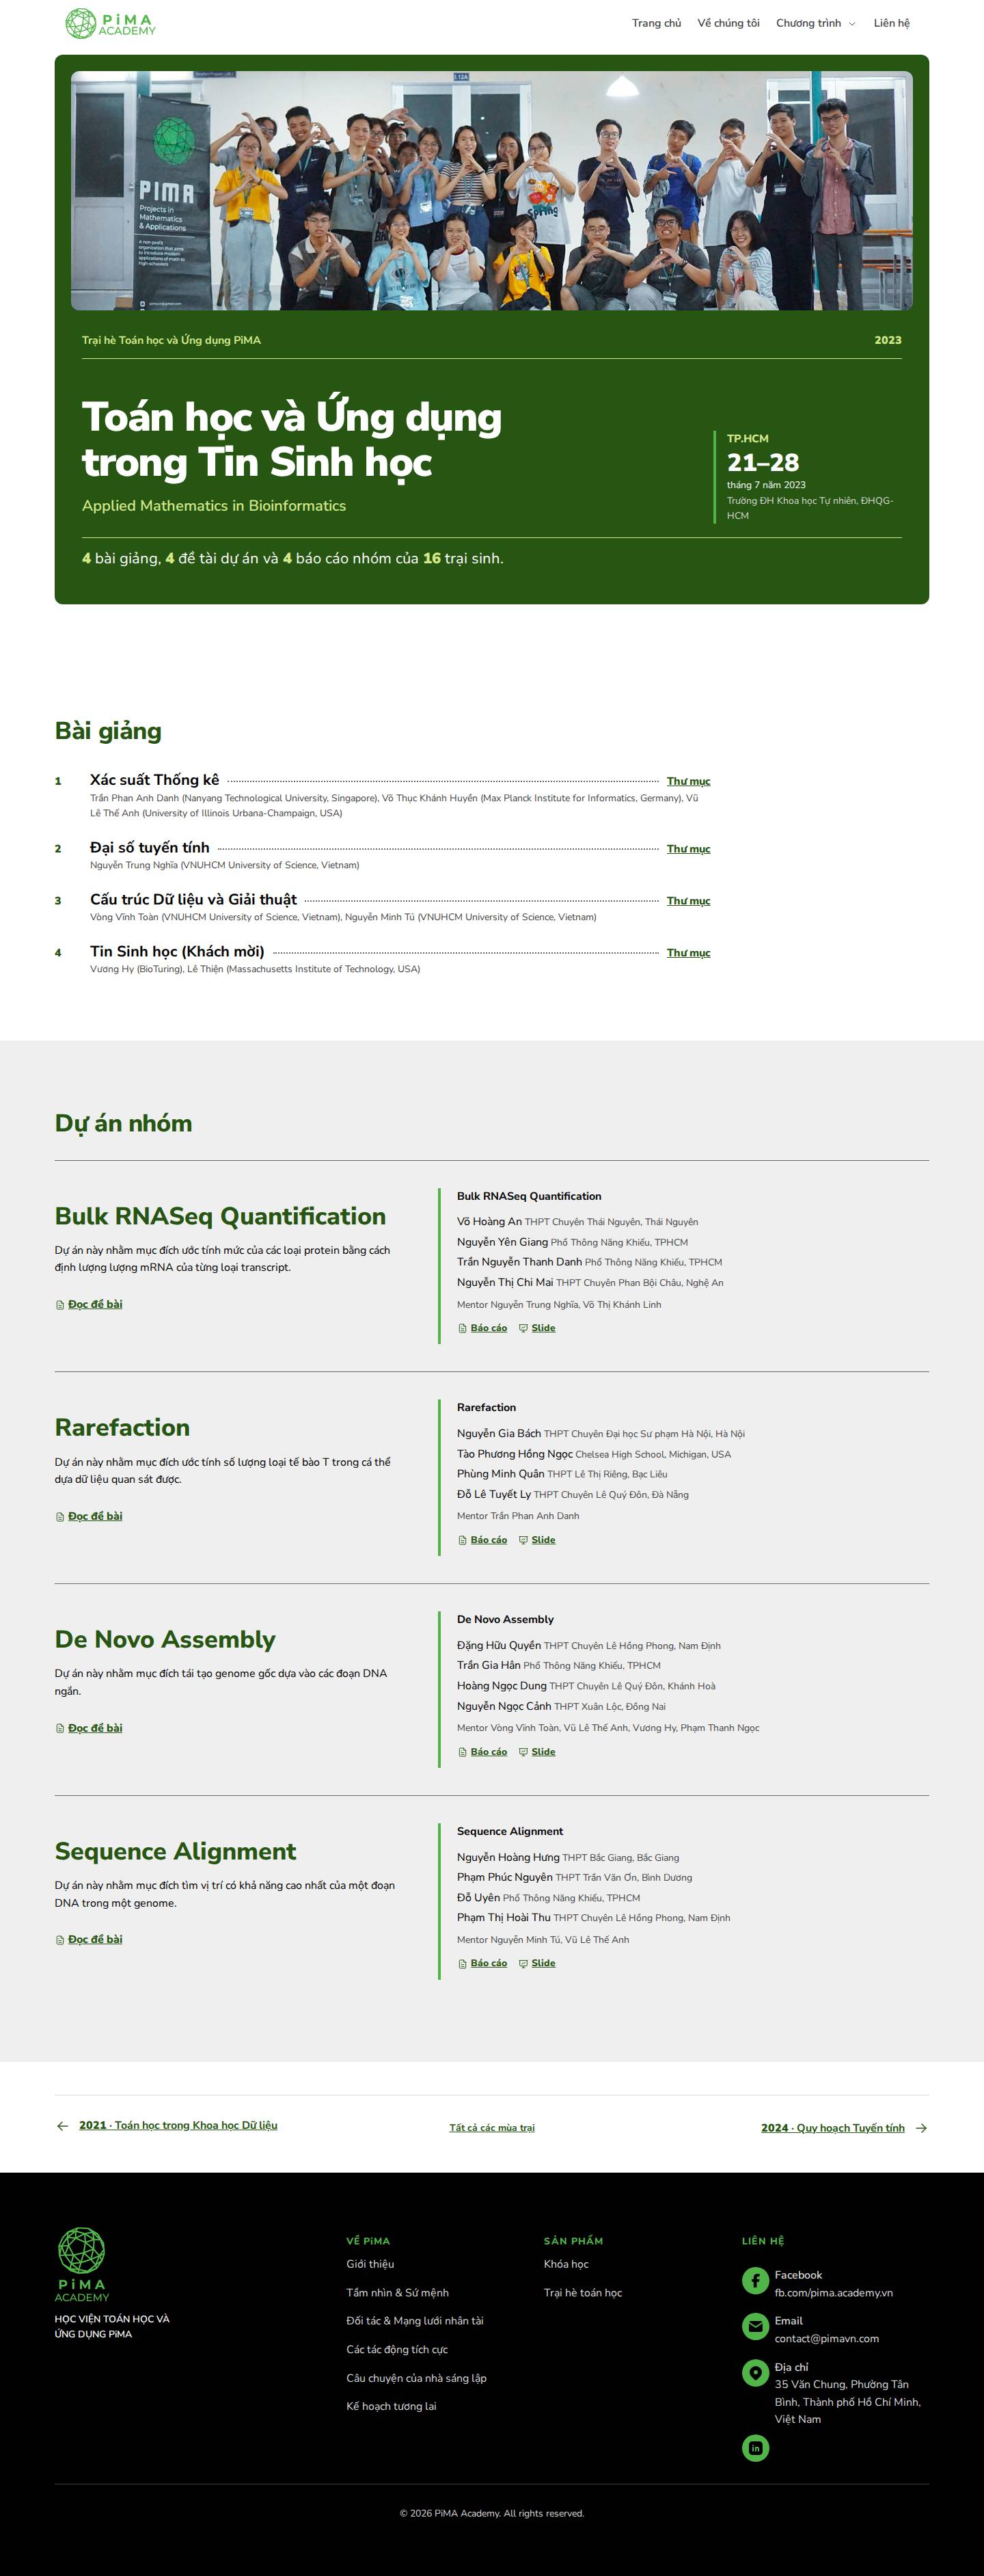 PiMA
ACADEMY
Trang chủ
Về chúng tôi
Chương trình
Liên hệ
PIMA
Projects in
Mathematics
& Applications
A non-profit
organization that aims
to introduce modern
applications of math to
high-schoolers
Spring
Trại hè Toán học và Ứng dụng PiMA
2023
Toán học và Ứng dụng
trong Tin Sinh học
Applied Mathematics in Bioinformatics
TP.HCM
21–28
tháng 7 năm 2023
Trường ĐH Khoa học Tự nhiên, ĐHQG-
HCM
4 bài giảng, 4 đề tài dự án và 4 báo cáo nhóm của 16 trại sinh.
Bài giảng
1 Xác suất Thống kê Thư mục
Trần Phan Anh Danh (Nanyang Technological University, Singapore), Võ Thục Khánh Huyền (Max Planck Institute for Informatics, Germany), Vũ
Lê Thế Anh (University of Illinois Urbana-Champaign, USA)
2 Đại số tuyến tính Thư mục
Nguyễn Trung Nghĩa (VNUHCM University of Science, Vietnam)
3 Cấu trúc Dữ liệu và Giải thuật Thư mục
Vòng Vĩnh Toàn (VNUHCM University of Science, Vietnam), Nguyễn Minh Tú (VNUHCM University of Science, Vietnam)
4 Tin Sinh học (Khách mời) Thư mục
Vương Hy (BioTuring), Lê Thiện (Massachusetts Institute of Technology, USA)
Dự án nhóm
Bulk RNASeq Quantification
Dự án này nhằm mục đích ước tính mức của các loại protein bằng cách
định lượng lượng mRNA của từng loại transcript.
Đọc đề bài
Bulk RNASeq Quantification
Võ Hoàng An THPT Chuyên Thái Nguyên, Thái Nguyên
Nguyễn Yên Giang Phổ Thông Năng Khiếu, TPHCM
Trần Nguyễn Thanh Danh Phổ Thông Năng Khiếu, TPHCM
Nguyễn Thị Chi Mai THPT Chuyên Phan Bội Châu, Nghệ An
Mentor Nguyễn Trung Nghĩa, Võ Thị Khánh Linh
Báo cáo Slide
Rarefaction
Dự án này nhằm mục đích ước tính số lượng loại tế bào T trong cá thể
dựa dữ liệu quan sát được.
Đọc đề bài
Rarefaction
Nguyễn Gia Bách THPT Chuyên Đại học Sư phạm Hà Nội, Hà Nội
Tào Phương Hồng Ngọc Chelsea High School, Michigan, USA
Phùng Minh Quân THPT Lê Thị Riêng, Bạc Liêu
Đỗ Lê Tuyết Ly THPT Chuyên Lê Quý Đôn, Đà Nẵng
Mentor Trần Phan Anh Danh
Báo cáo Slide
De Novo Assembly
Dự án này nhằm mục đích tái tạo genome gốc dựa vào các đoạn DNA
ngắn.
Đọc đề bài
De Novo Assembly
Đặng Hữu Quyền THPT Chuyên Lê Hồng Phong, Nam Định
Trần Gia Hân Phổ Thông Năng Khiếu, TPHCM
Hoàng Ngọc Dung THPT Chuyên Lê Quý Đôn, Khánh Hoà
Nguyễn Ngọc Cảnh THPT Xuân Lộc, Đồng Nai
Mentor Vòng Vĩnh Toàn, Vũ Lê Thế Anh, Vương Hy, Phạm Thanh Ngọc
Báo cáo Slide
Sequence Alignment
Dự án này nhằm mục đích tìm vị trí có khả năng cao nhất của một đoạn
DNA trong một genome.
Đọc đề bài
Sequence Alignment
Nguyễn Hoàng Hưng THPT Bắc Giang, Bắc Giang
Phạm Phúc Nguyên THPT Trần Văn Ơn, Bình Dương
Đỗ Uyên Phổ Thông Năng Khiếu, TPHCM
Phạm Thị Hoài Thu THPT Chuyên Lê Hồng Phong, Nam Định
Mentor Nguyễn Minh Tú, Vũ Lê Thế Anh
Báo cáo Slide
2021 · Toán học trong Khoa học Dữ liệu
Tất cả các mùa trại
2024 · Quy hoạch Tuyến tính
PiMA
ACADEMY
HỌC VIỆN TOÁN HỌC VÀ
ỨNG DỤNG PiMA
VỀ PiMA
Giới thiệu
Tầm nhìn & Sứ mệnh
Đối tác & Mạng lưới nhân tài
Các tác động tích cực
Câu chuyện của nhà sáng lập
Kế hoạch tương lai
SẢN PHẨM
Khóa học
Trại hè toán học
LIÊN HỆ
Facebook
fb.com/pima.academy.vn
Email
contact@pimavn.com
Địa chỉ
35 Văn Chung, Phường Tân
Bình, Thành phố Hồ Chí Minh,
Việt Nam
© 2026 PiMA Academy. All rights reserved.